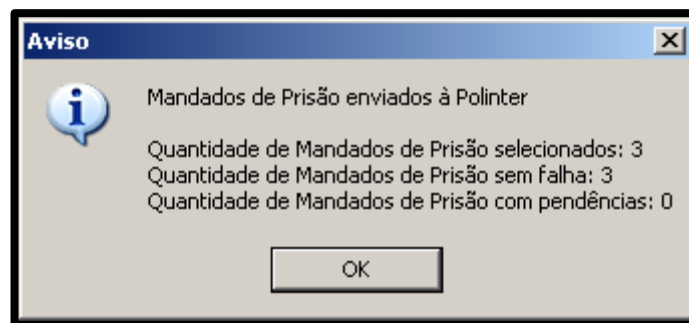 Aviso
Mandados de Prisão enviados à Polinter
Quantidade de Mandados de Prisão selecionados: 3
Quantidade de Mandados de Prisão sem falha: 3
Quantidade de Mandados de Prisão com pendências: 0
OK